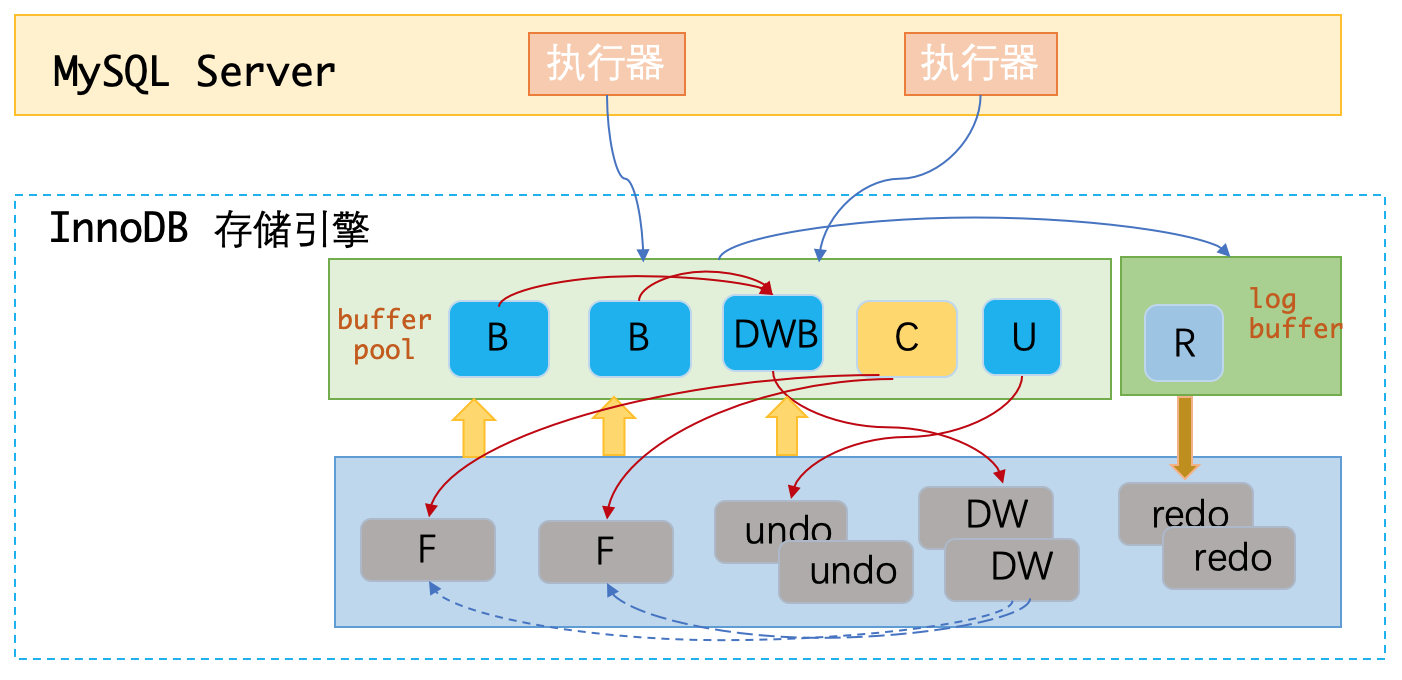 MySQL Server
执行器
执行器
InnoDB 存储引擎
buffer
pool
B
B
DWB
C
U
R
log
buffer
F
F
undo
undo
DW
DW
redo
redo